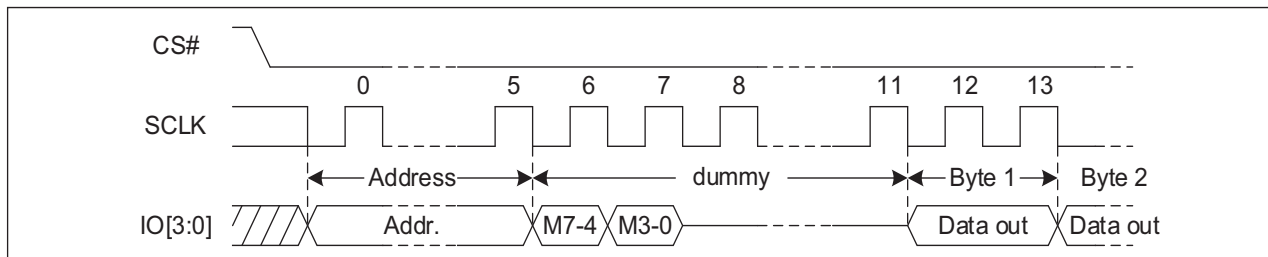 CS#
0 5 6 7 8 11 12 13
SCLK
Address dummy Byte 1 Byte 2
IO[3:0] Addr. M7-4 M3-0 Data out Data out